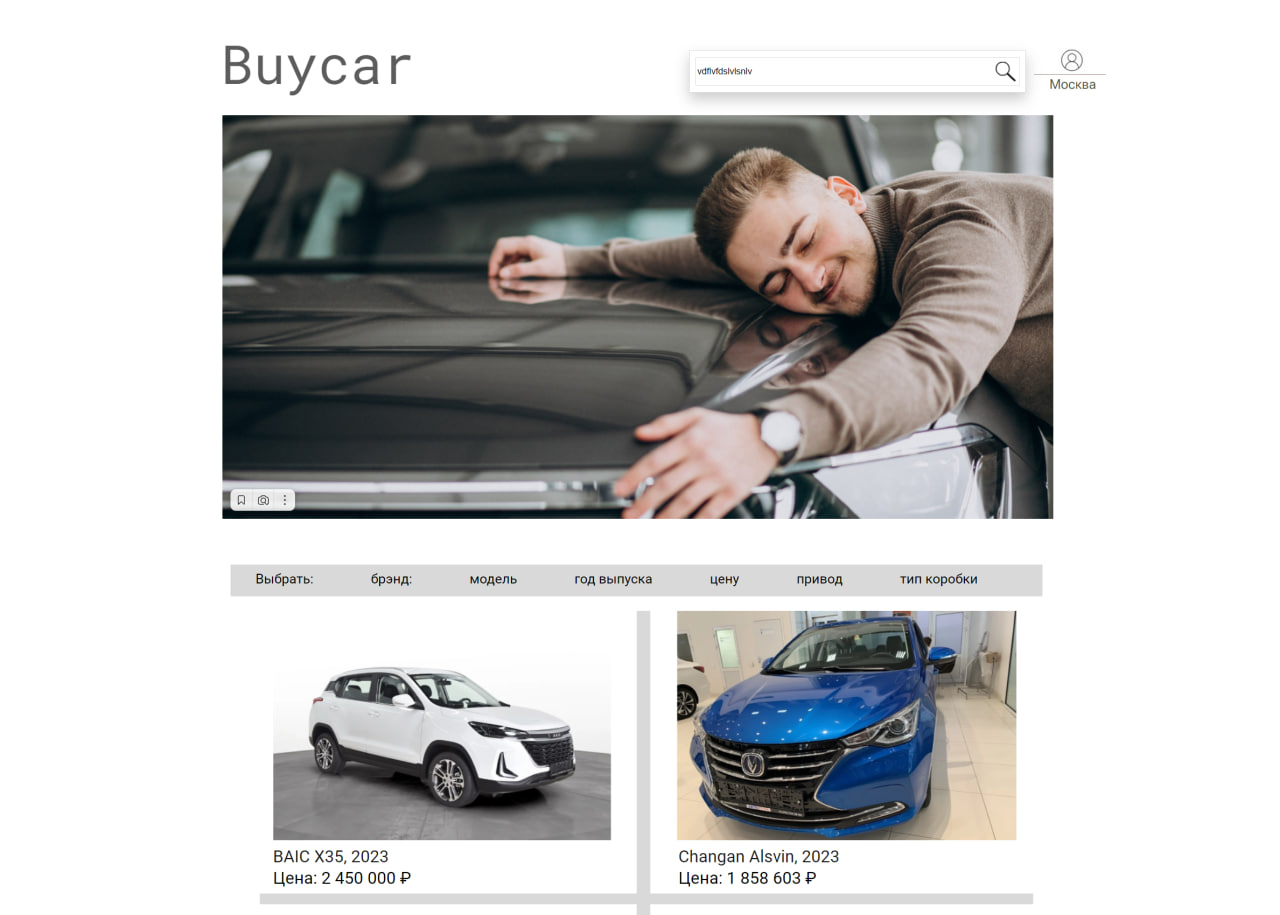 Buycar
vdflvfdslvlsnlv
Москва
Выбрать: брэнд: модель год выпуска цену привод тип коробки
BAIC X35, 2023
Цена: 2 450 000 ₽
Changan Alsvin, 2023
Цена: 1 858 603 ₽